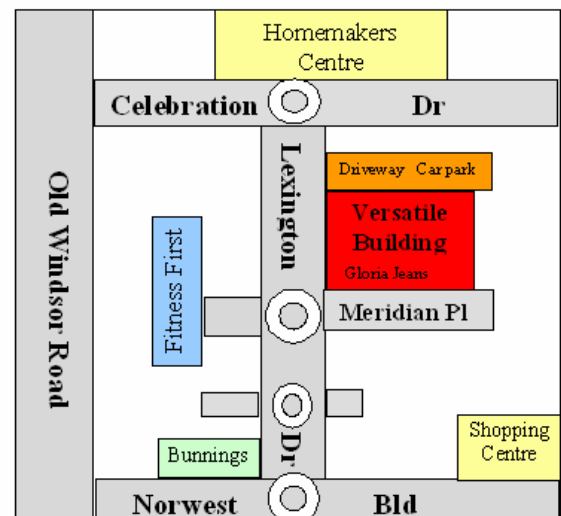 Homemakers
Centre
Celebration Dr
Lexington
Driveway Carpark
Old Windsor Road
Versatile
Building
Fitness First
Gloria Jeans
Meridian Pl
Dr
Bunnings
Shopping
Centre
Norwest Bld